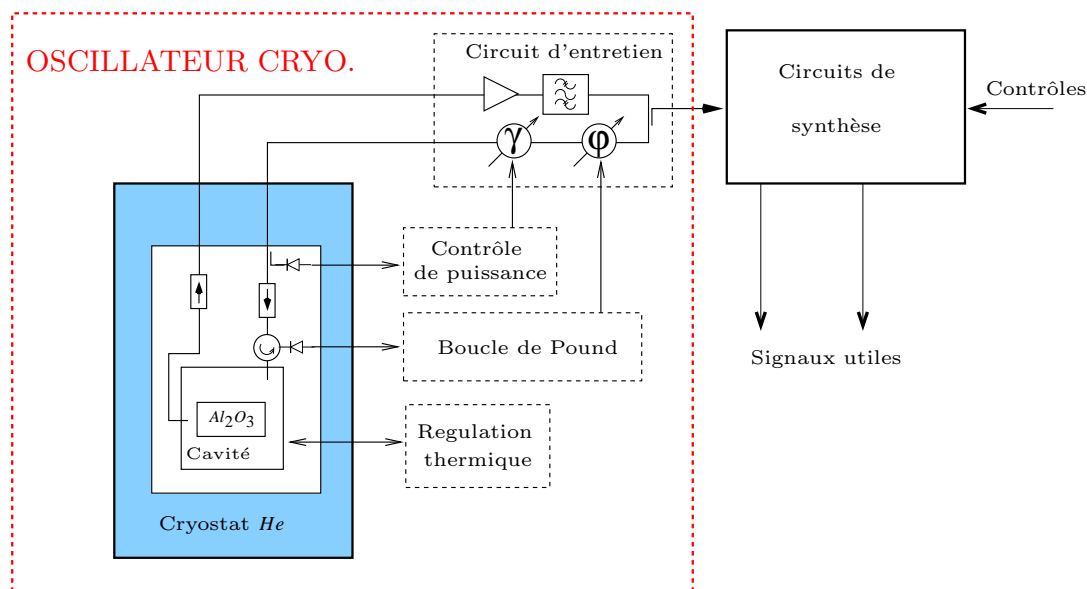 OSCILLATEUR CRYO.
Circuit d'entretien
γ
φ
Circuits de
synthèse
Contrôles
Contrôle
de puissance
Boucle de Pound
Signaux utiles
Al2O3
Cavité
Regulation
thermique
Cryostat He